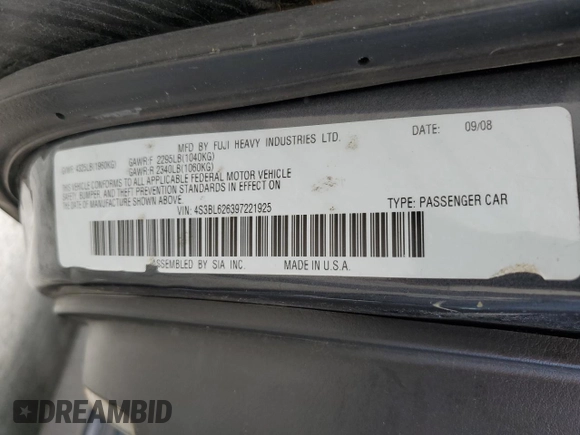 MFD BY FUJI HEAVY INDUSTRIES LTD. DATE: 09/08
GAWR:F 2295LB(1040KG)
GAWR:R 2340LB(1060KG)
THIS VEHICLE CONFORMS TO ALL APPLICABLE FEDERAL MOTOR VEHICLE
SAFETY, BUMPER, AND THEFT PREVENTION STANDARDS IN EFFECT ON
THE DATE OF MANUFACTURE SHOWN ABOVE.
VIN: 4S3BL626397221925 TYPE: PASSENGER CAR
ASSEMBLED BY SIA INC. MADE IN U.S.A.
DREAMBID